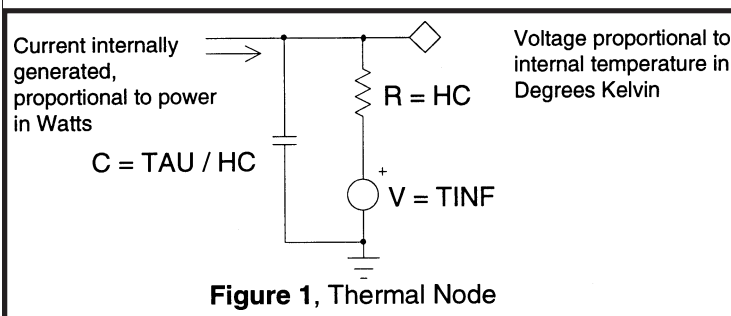 Current internally
generated,
proportional to power
in Watts
Voltage proportional to
internal temperature in
Degrees Kelvin
R = HC
C = TAU / HC
+
V = TINF
Figure 1, Thermal Node